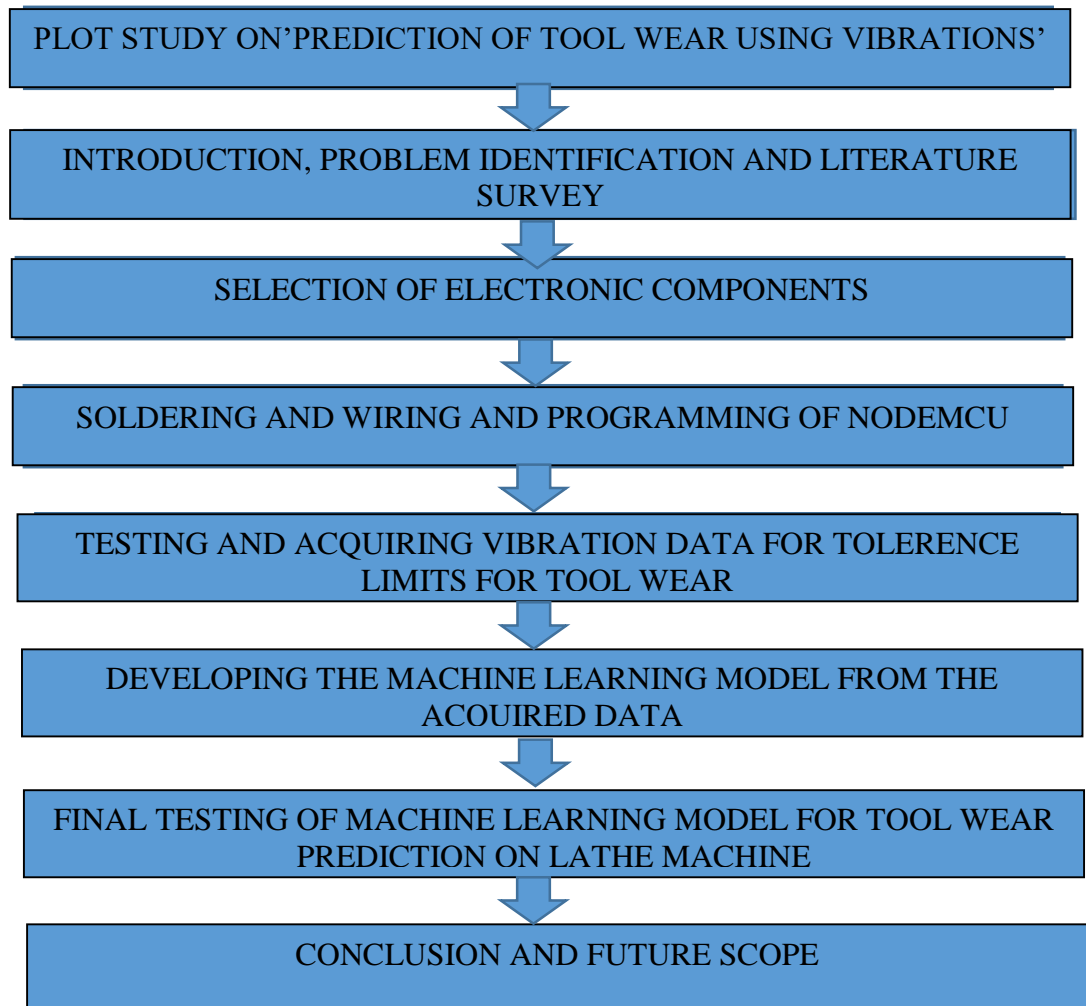 PLOT STUDY ON’PREDICTION OF TOOL WEAR USING VIBRATIONS’
INTRODUCTION, PROBLEM IDENTIFICATION AND LITERATURE
SURVEY
SELECTION OF ELECTRONIC COMPONENTS
SOLDERING AND WIRING AND PROGRAMMING OF NODEMCU
TESTING AND ACQUIRING VIBRATION DATA FOR TOLERENCE
LIMITS FOR TOOL WEAR
DEVELOPING THE MACHINE LEARNING MODEL FROM THE
ACOUIRED DATA
FINAL TESTING OF MACHINE LEARNING MODEL FOR TOOL WEAR
PREDICTION ON LATHE MACHINE
CONCLUSION AND FUTURE SCOPE